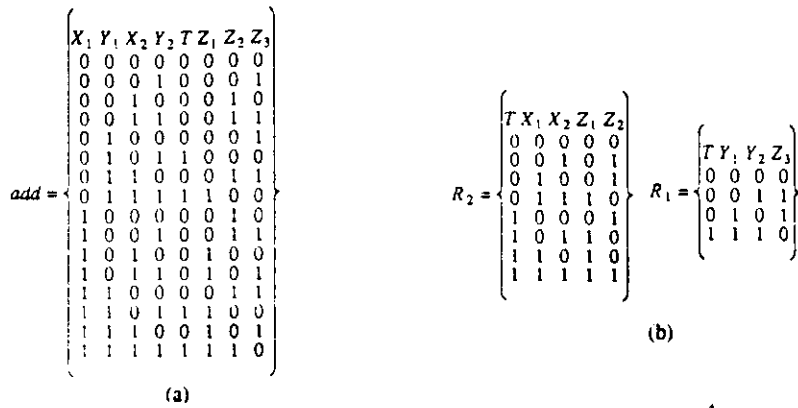 X₁ Y₁ X₂ Y₂ T Z₁ Z₂ Z₃
0 0 0 0 0 0 0 0
0 0 0 1 0 0 0 1
0 0 1 0 0 0 1 0
0 0 1 1 0 0 1 1
0 1 0 0 0 0 0 1
0 1 0 1 1 0 0 0
0 1 1 0 0 0 1 1
add = 0 1 1 1 1 1 0 0
1 0 0 0 0 0 1 0
1 0 0 1 0 0 1 1
1 0 1 0 0 1 0 0
1 0 1 1 0 1 0 1
1 1 0 0 0 0 1 1
1 1 0 1 1 1 0 0
1 1 1 0 0 1 0 1
1 1 1 1 1 1 1 0
(a)
T X₁ X₂ Z₁ Z₂
0 0 0 0 0
0 0 1 0 1
0 1 0 0 1
R₂ = 0 1 1 1 0
1 0 0 0 1
1 0 1 1 0
1 1 0 1 0
1 1 1 1 1
T Y₁ Y₂ Z₃
0 0 0 0
R₁ = 0 0 1 1
0 1 0 1
1 1 1 0
(b)